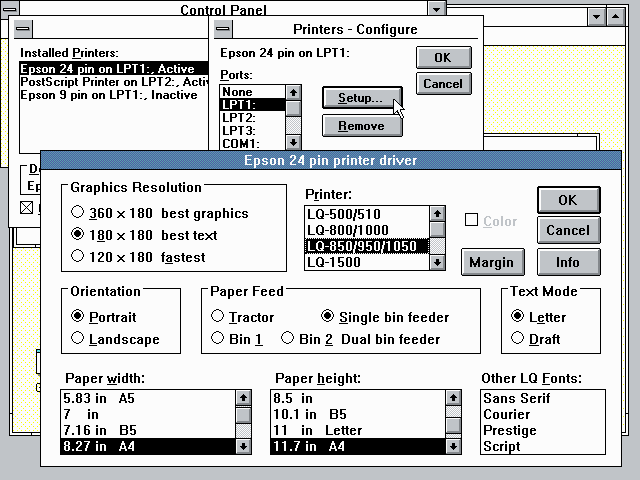 Control Panel
Printers - Configure
Installed Printers:
Epson 24 pin on LPT1:, Active
PostScript Printer on LPT2:, Acti
Epson 9 pin on LPT1:, Inactive
Epson 24 pin on LPT1:
Ports:
None
LPT1:
LPT2:
LPT3:
COM1:
OK
Cancel
Setup...
Remove
Epson 24 pin printer driver
Graphics Resolution
360 x 180 best graphics
180 x 180 best text
120 x 180 fastest
Printer:
LQ-500/510
LQ-800/1000
LQ-850/950/1050
LQ-1500
Color
OK
Cancel
Margin
Info
Orientation
Portrait
Landscape
Paper Feed
Tractor
Single bin feeder
Bin 1
Bin 2 Dual bin feeder
Text Mode
Letter
Draft
Paper width:
5.83 in A5
7 in
7.16 in B5
8.27 in A4
Paper height:
8.5 in
10.1 in B5
11 in Letter
11.7 in A4
Other LQ Fonts:
Sans Serif
Courier
Prestige
Script